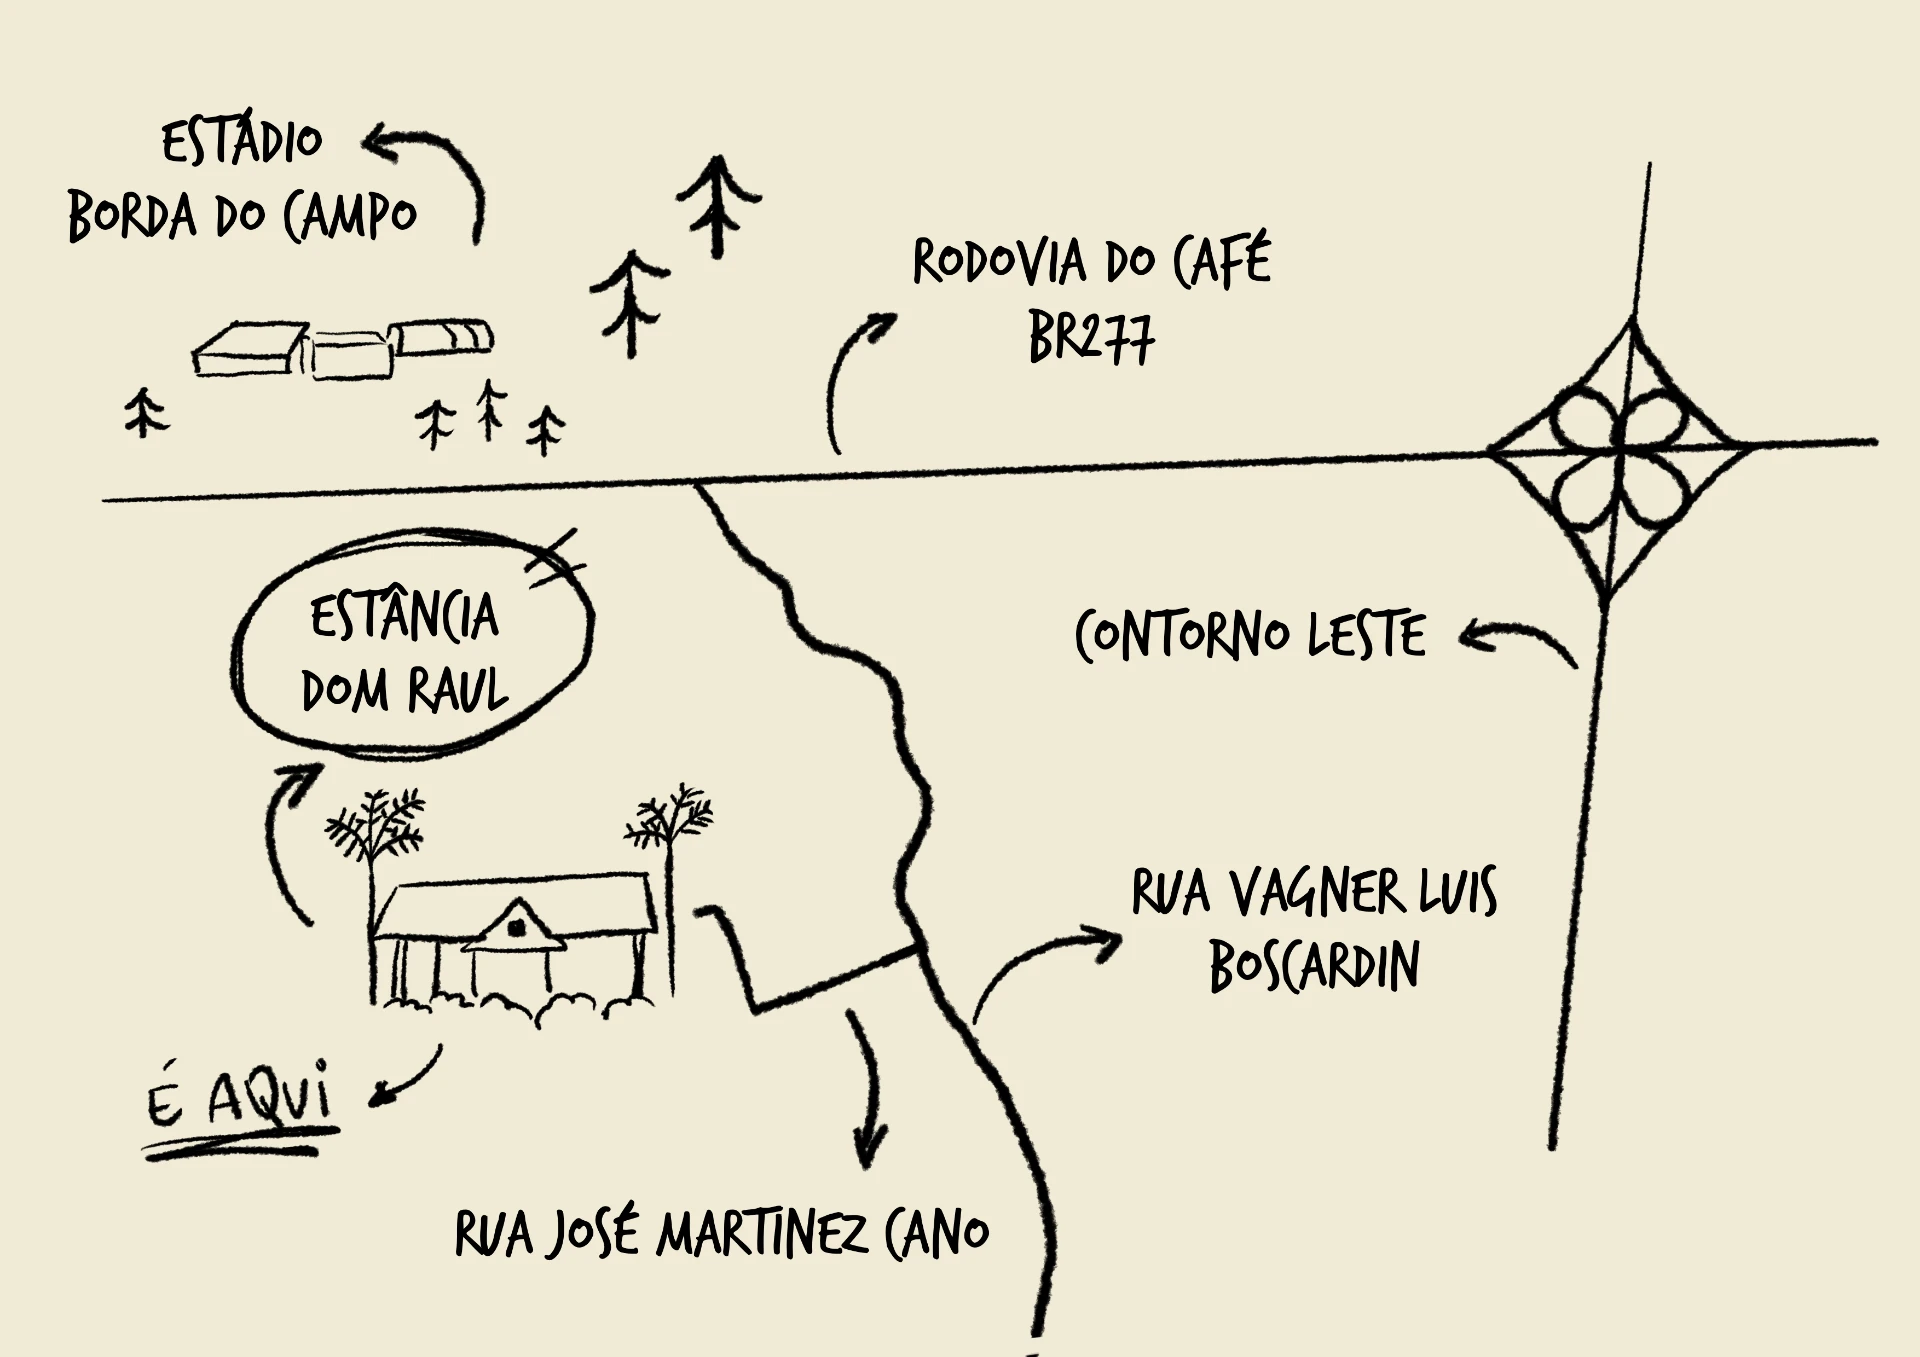 ESTÁDIO
BORDA DO CAMPO
RODOVIA DO CAFÉ
BR277
ESTÂNCIA
DOM RAUL
CONTORNO LESTE
RUA VAGNER LUIS
BOSCARDIN
É AQUI
RUA JOSÉ MARTINEZ CANO